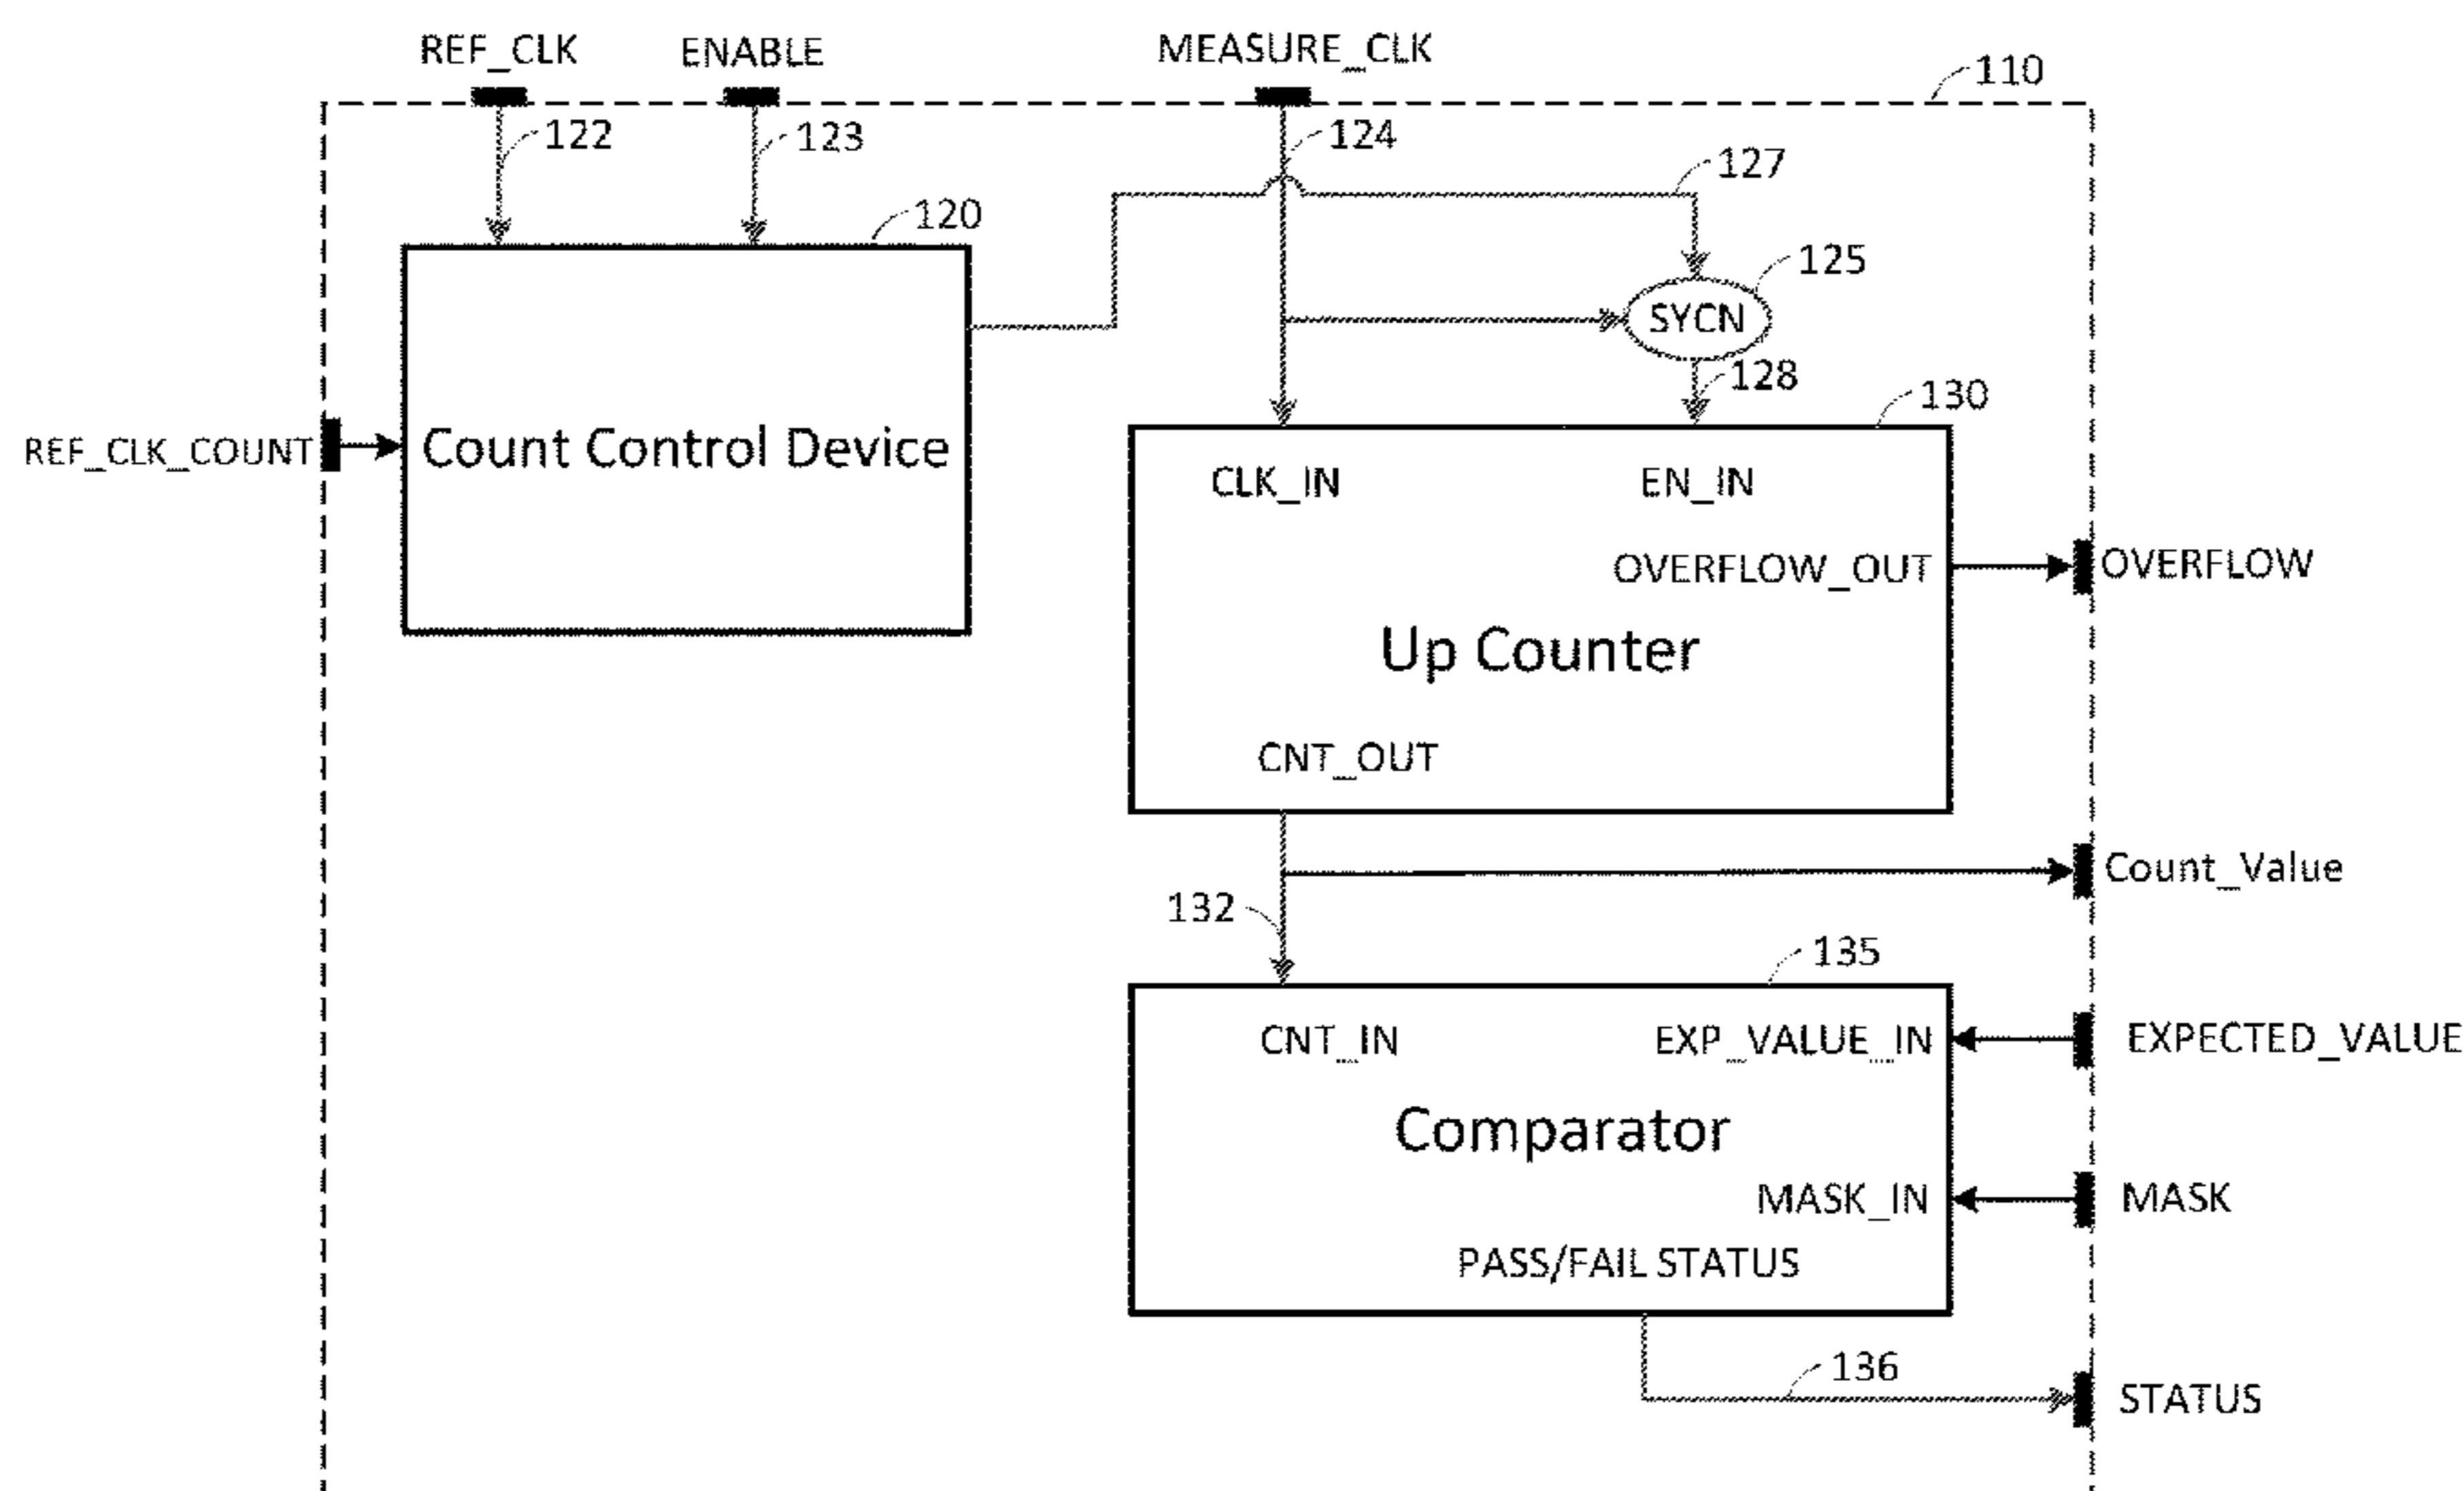 REF_CLK ENABLE MEASURE_CLK
110
122 123 124
127
120
125
SYCN
128
130
REF_CLK_COUNT
Count Control Device
CLK_IN EN_IN
OVERFLOW_OUT OVERFLOW
Up Counter
CNT_OUT
Count_Value
132
135
CNT_IN EXP_VALUE_IN EXPECTED_VALUE
Comparator
MASK_IN MASK
PASS/FAIL STATUS
136
STATUS